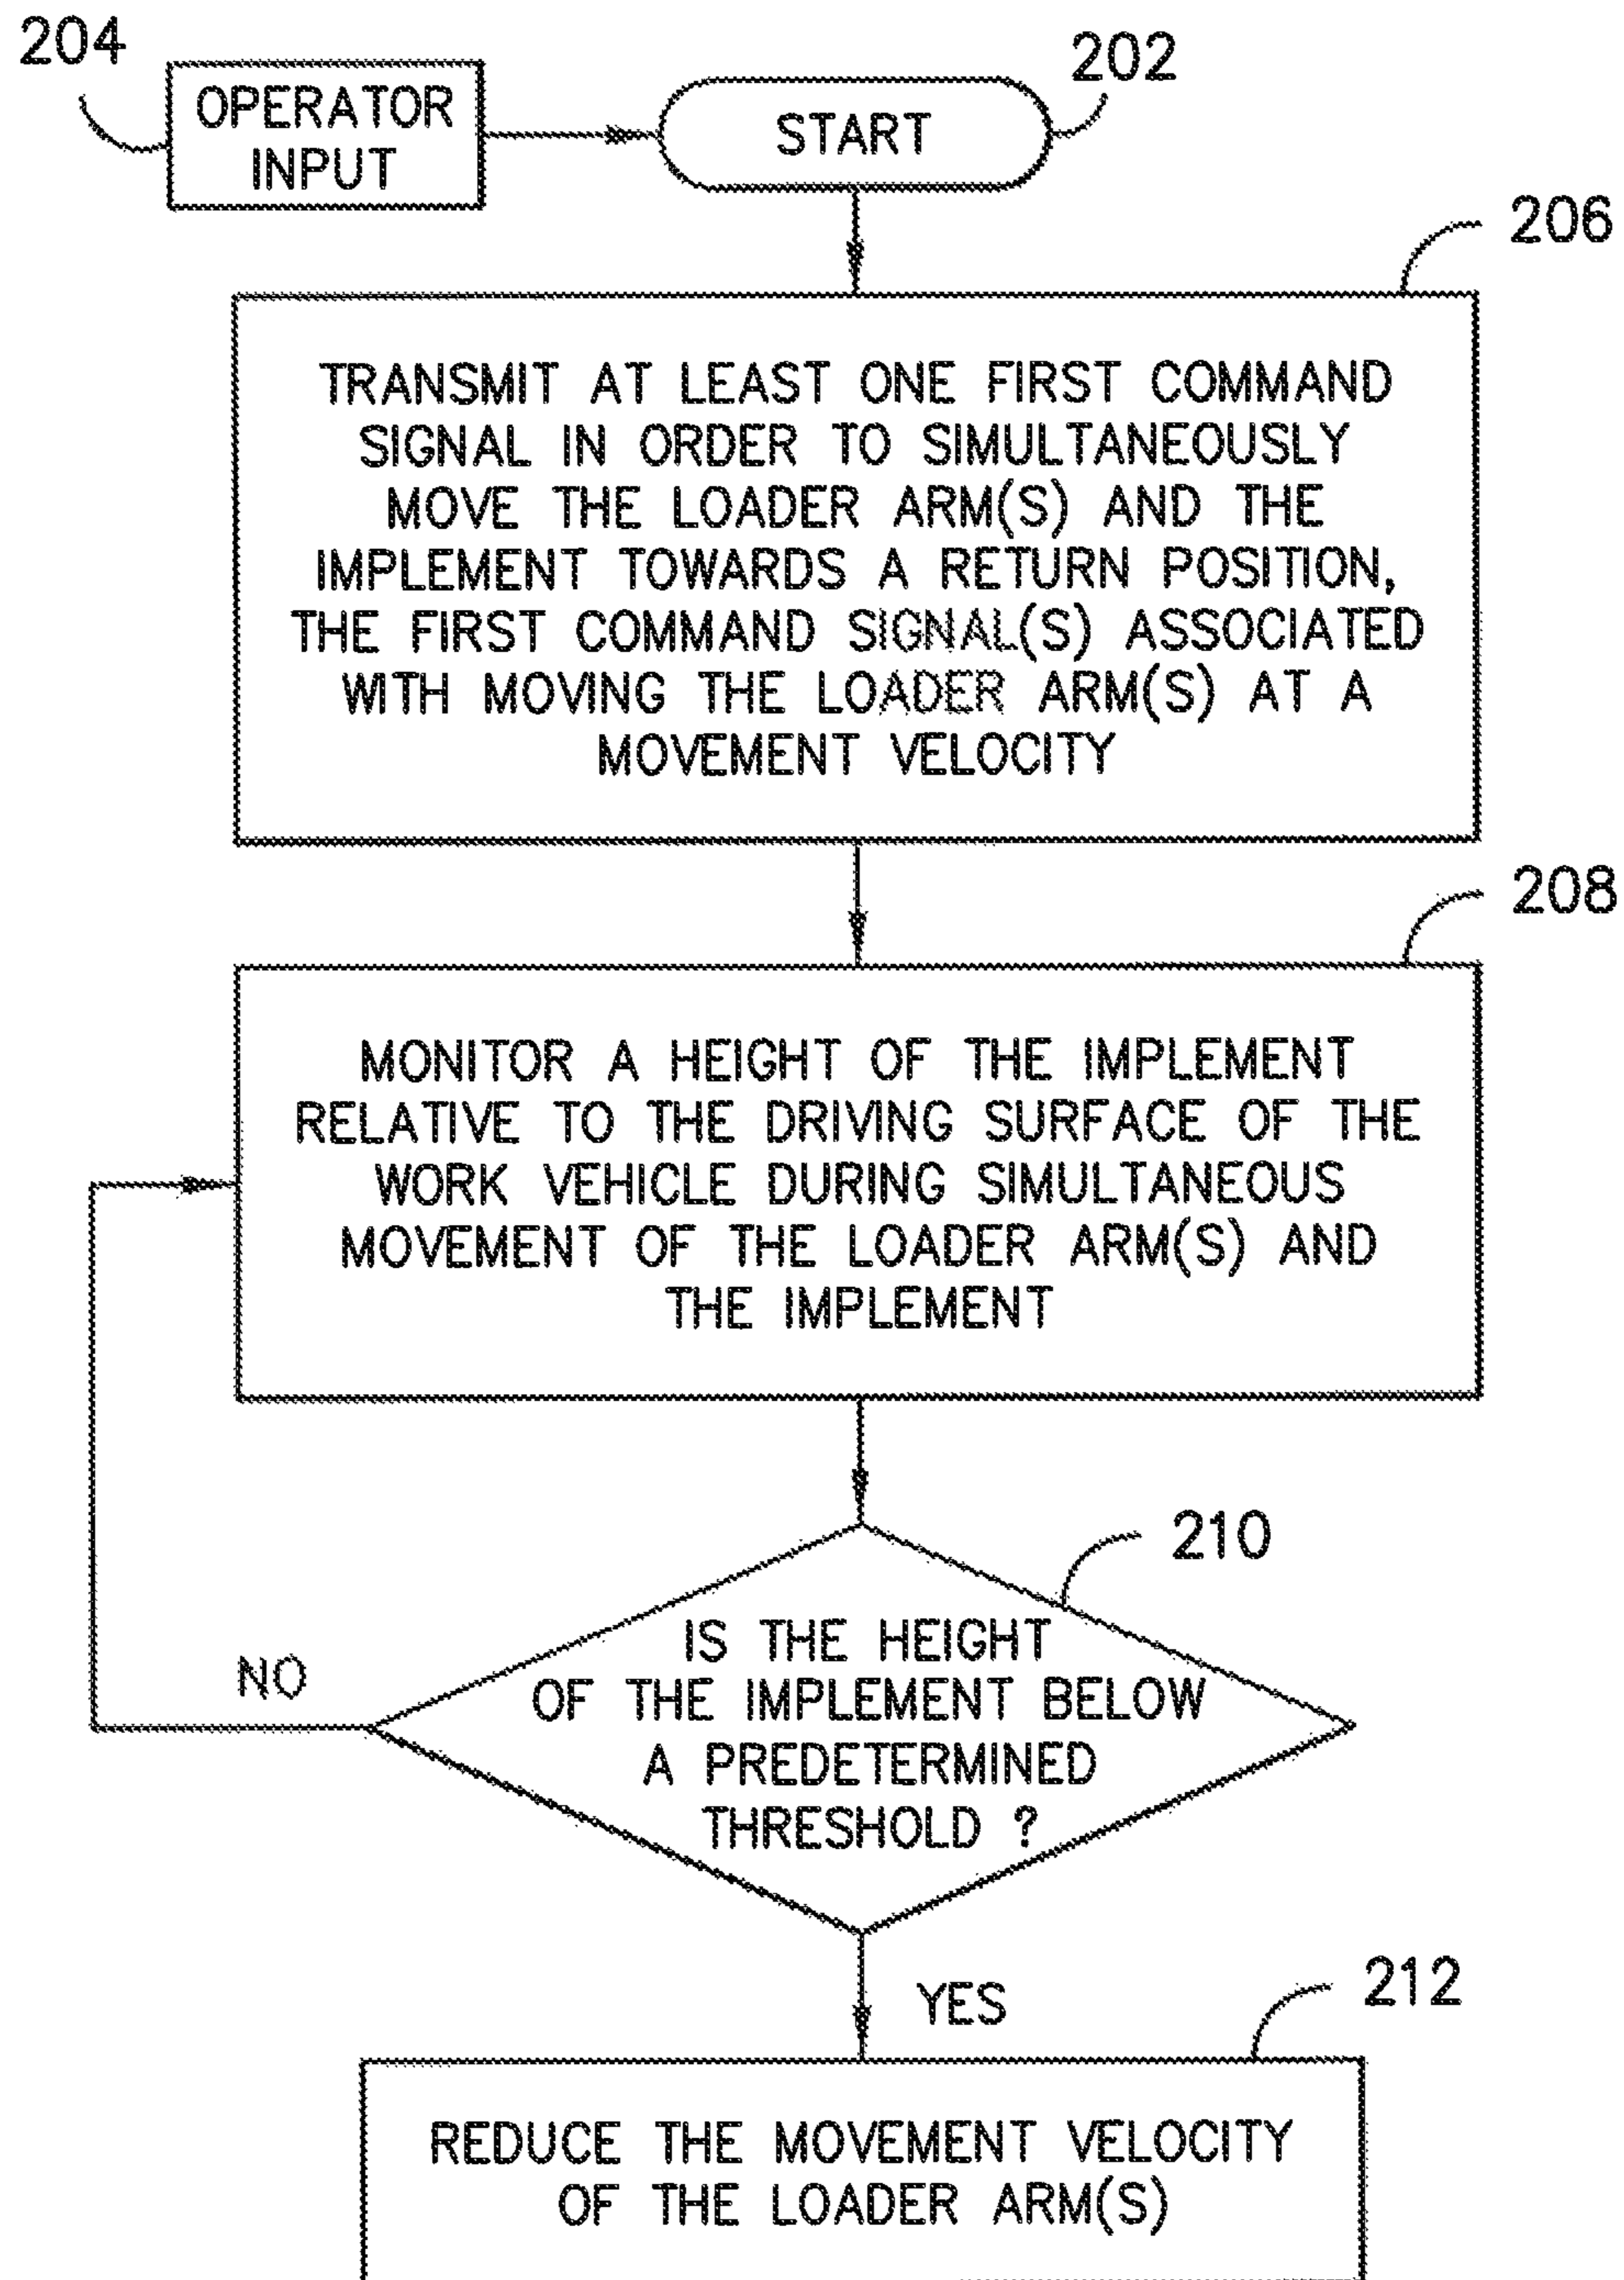 204
OPERATOR
INPUT
START
202
206
TRANSMIT AT LEAST ONE FIRST COMMAND
SIGNAL IN ORDER TO SIMULTANEOUSLY
MOVE THE LOADER ARM(S) AND THE
IMPLEMENT TOWARDS A RETURN POSITION,
THE FIRST COMMAND SIGNAL(S) ASSOCIATED
WITH MOVING THE LOADER ARM(S) AT A
MOVEMENT VELOCITY
208
MONITOR A HEIGHT OF THE IMPLEMENT
RELATIVE TO THE DRIVING SURFACE OF THE
WORK VEHICLE DURING SIMULTANEOUS
MOVEMENT OF THE LOADER ARM(S) AND
THE IMPLEMENT
210
IS THE HEIGHT
OF THE IMPLEMENT BELOW
A PREDETERMINED
THRESHOLD ?
NO
YES
212
REDUCE THE MOVEMENT VELOCITY
OF THE LOADER ARM(S)